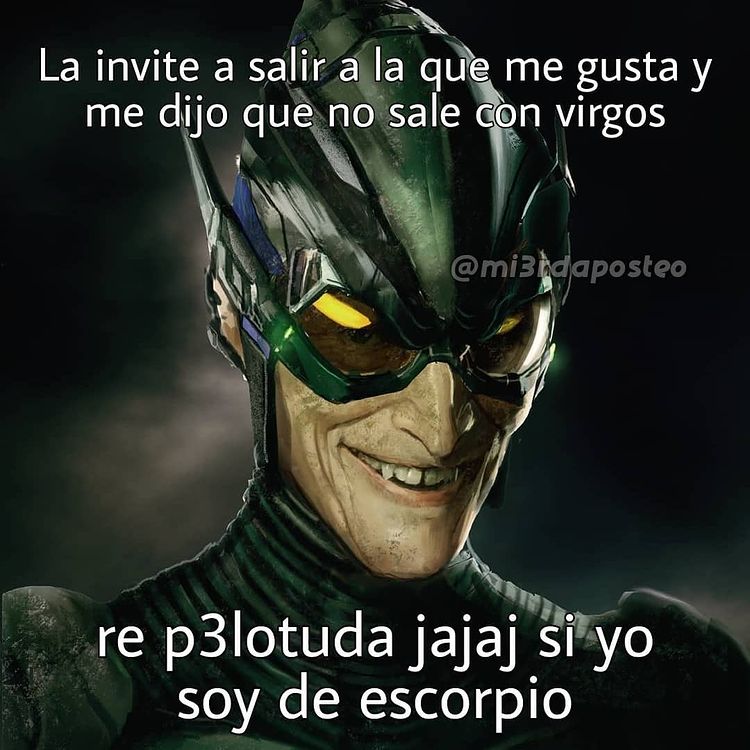 La invite a salir a la que me gusta y
me dijo que no sale con virgos
@mi3rdaposteo
re p3lotuda jajaj si yo
soy de escorpio